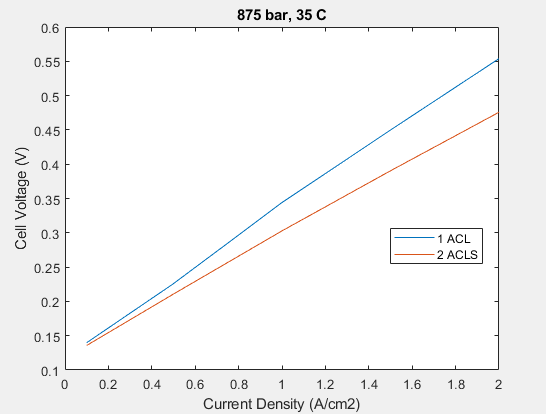 875 bar, 35 C
0.6
0.55
0.5
0.45
0.4
0.35
0.3
0.25
0.2
0.15
0.1
Cell Voltage (V)
1 ACL
2 ACLS
0 0.2 0.4 0.6 0.8 1 1.2 1.4 1.6 1.8 2
Current Density (A/cm2)